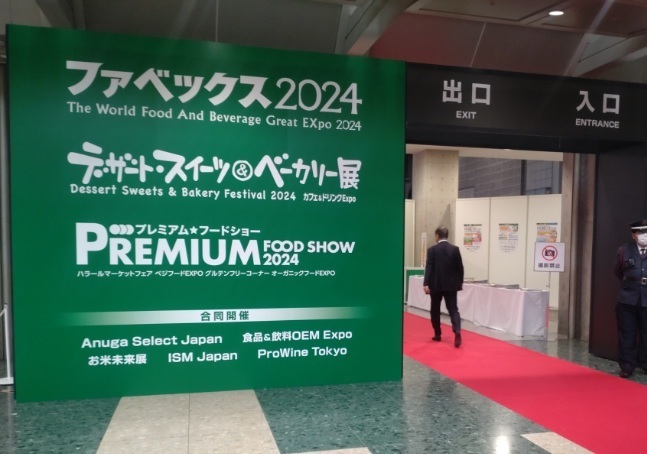 ファベックス2024
The World Food And Beverage Great EXpo 2024
デザート・スイーツ&ベーカリー展
Dessert Sweets & Bakery Festival 2024 カフェ&ドリンクExpo
プレミアム★フードショー
PREMIUM FOOD SHOW 2024
ハラールマーケットフェア ベジフードEXPO グルテンフリーコーナー オーガニックフードEXPO
合同開催
Anuga Select Japan 食品&飲料OEM Expo
お米未来展 ISM Japan ProWine Tokyo
出口
EXIT
入口
ENTRANCE
撮影禁止